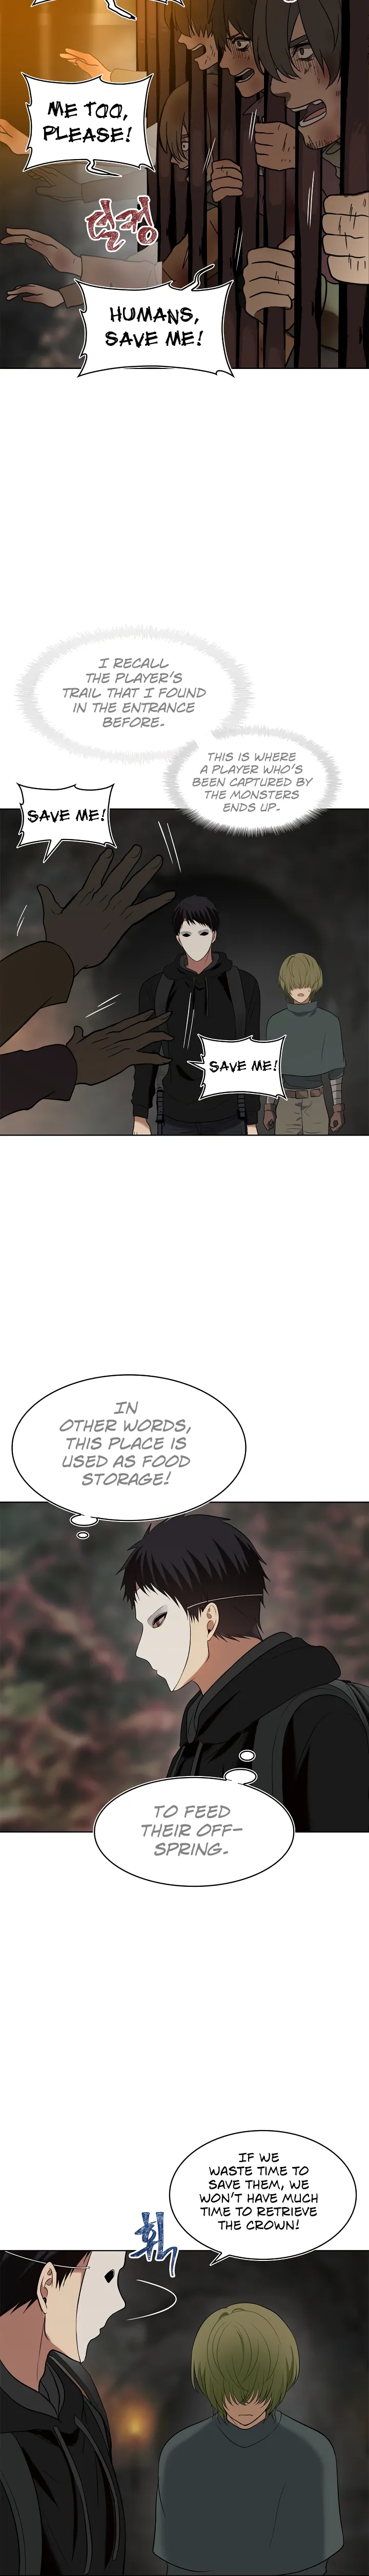 ME TOO,
PLEASE!
덜컹
HUMANS,
SAVE ME!
I RECALL
THE PLAYER'S
TRAIL THAT I FOUND
IN THE ENTRANCE
BEFORE.
THIS IS WHERE
A PLAYER WHO'S
BEEN CAPTURED BY
THE MONSTERS
ENDS UP.
SAVE ME!
SAVE ME!
IN
OTHER WORDS,
THIS PLACE IS
USED AS FOOD
STORAGE!
TO FEED
THEIR OFF-
SPRING.
IF WE
WASTE TIME TO
SAVE THEM, WE
WON'T HAVE MUCH
TIME TO RETRIEVE
THE CROWN!
휙